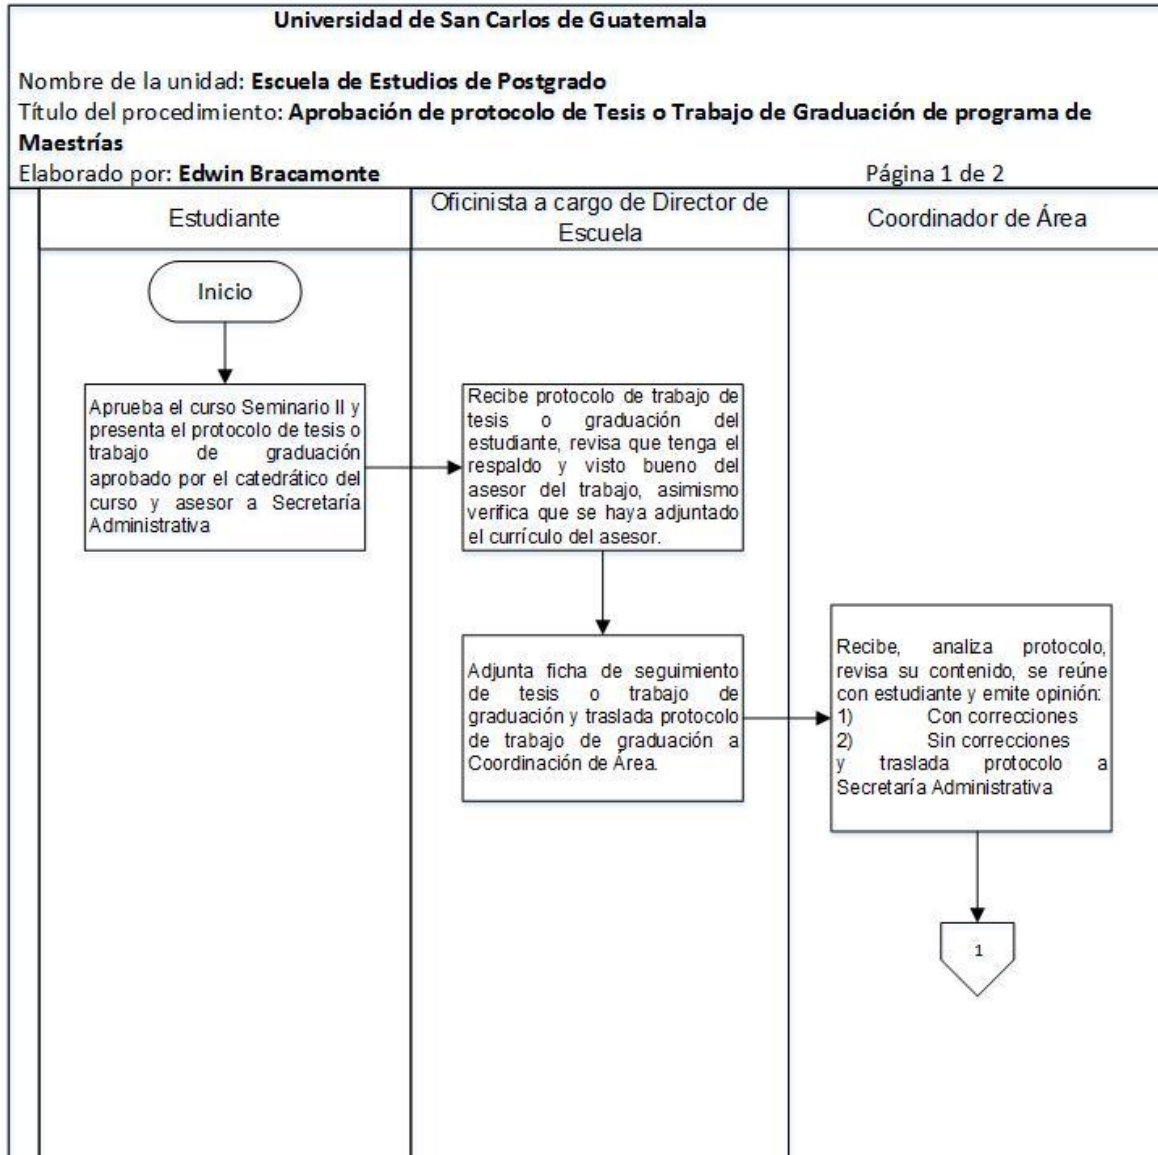 Universidad de San Carlos de Guatemala
Nombre de la unidad: Escuela de Estudios de Postgrado
Título del procedimiento: Aprobación de protocolo de Tesis o Trabajo de Graduación de programa de
Maestrías
Elaborado por: Edwin Bracamonte
Página 1 de 2
Estudiante
Oficinista a cargo de Director de
Escuela
Coordinador de Área
Inicio
Aprueba el curso Seminario II y
presenta el protocolo de tesis o
trabajo de graduación
aprobado por el catedrático del
curso y asesor a Secretaría
Administrativa
Recibe protocolo de trabajo de
tesis o graduación del
estudiante, revisa que tenga el
respaldo y visto bueno del
asesor del trabajo, asimismo
verifica que se haya adjuntado
el currículo del asesor.
Adjunta ficha de seguimiento
de tesis o trabajo de
graduación y traslada protocolo
de trabajo de graduación a
Coordinación de Área.
Recibe, analiza protocolo,
revisa su contenido, se reúne
con estudiante y emite opinión:
1) Con correcciones
2) Sin correcciones
y traslada protocolo a
Secretaría Administrativa
1